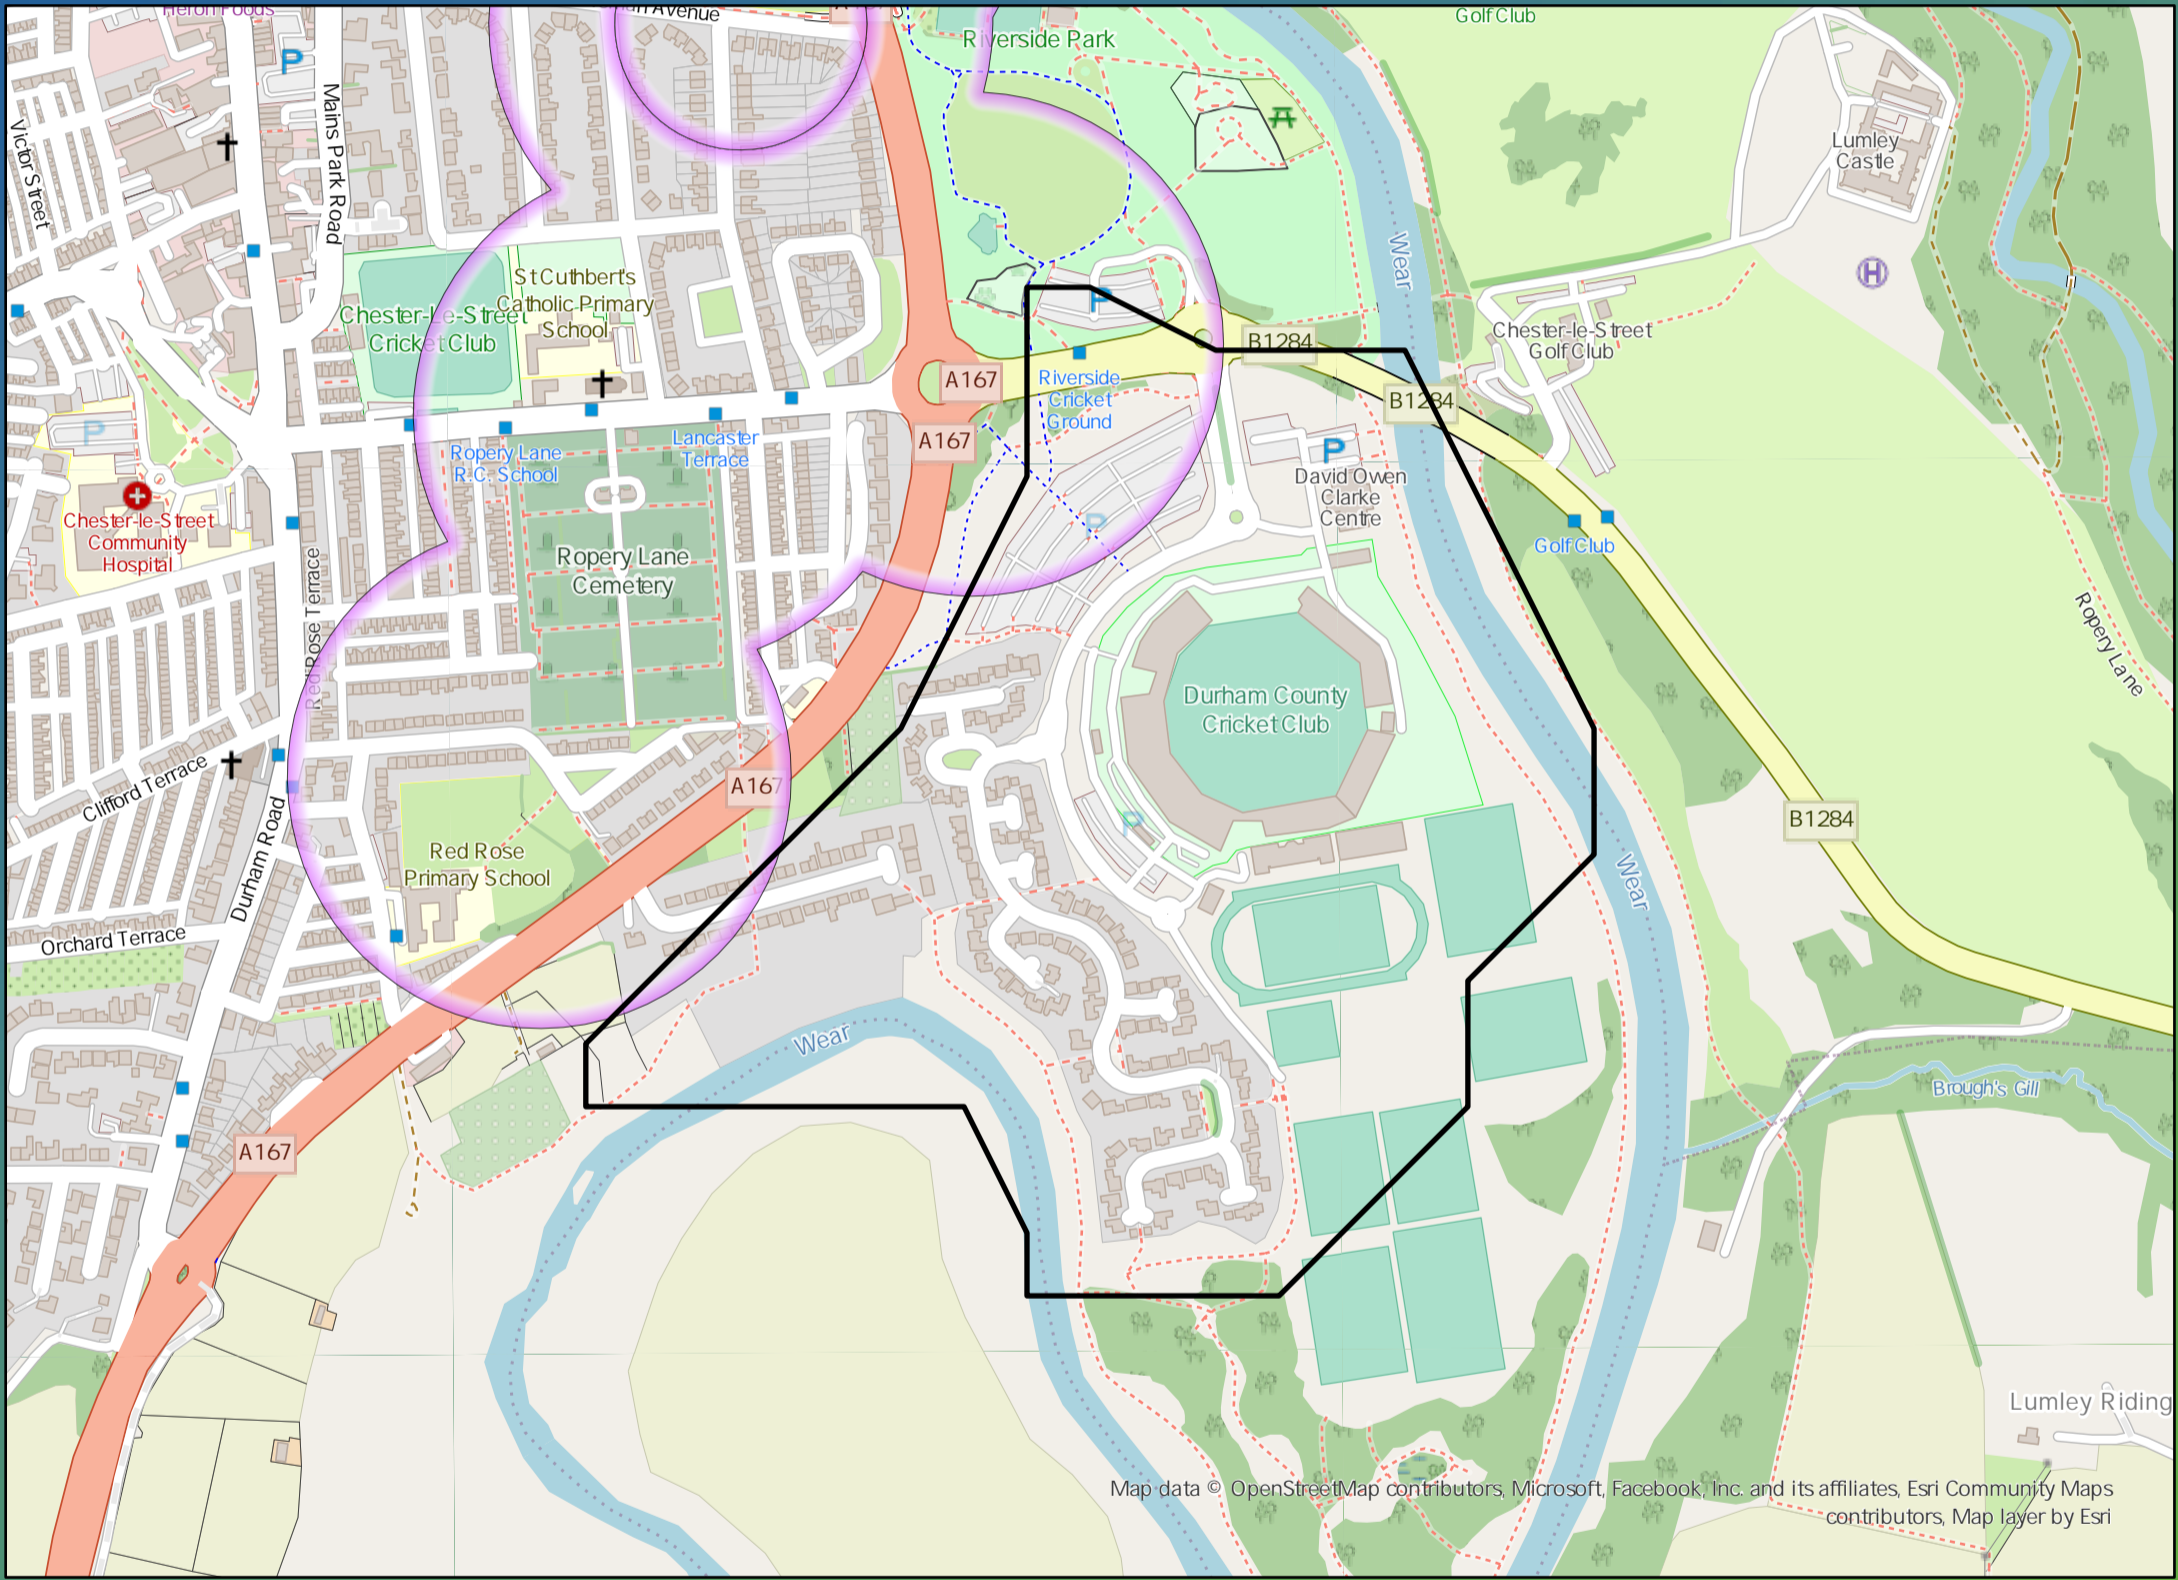 Heron Foods
Avenue
Golf Club
Riverside Park
P
Mains Park Road
Victor Street
Lumley
Castle
Wear
H
St Cuthbert's
Catholic Primary
School
Chester-Le-Street
Cricket Club
P
B1284
Chester-le-Street
Golf Club
A167
Riverside
Cricket
Ground
B1284
P
A167
Lancaster
Terrace
Ropery Lane
R.C. School
P
David Owen
Clarke
Centre
Chester-le-Street
Community
Hospital
P
Golf Club
Ropery Lane
Cemetery
Red Rose Terrace
Ropery Lane
Durham County
Cricket Club
Clifford Terrace
A167
P
B1284
Durham Road
Red Rose
Primary School
Wear
Orchard Terrace
Wear
Brough's Gill
A167
Lumley Riding
Map data © OpenStreetMap contributors, Microsoft, Facebook, Inc. and its affiliates, Esri Community Maps
contributors, Map layer by Esri